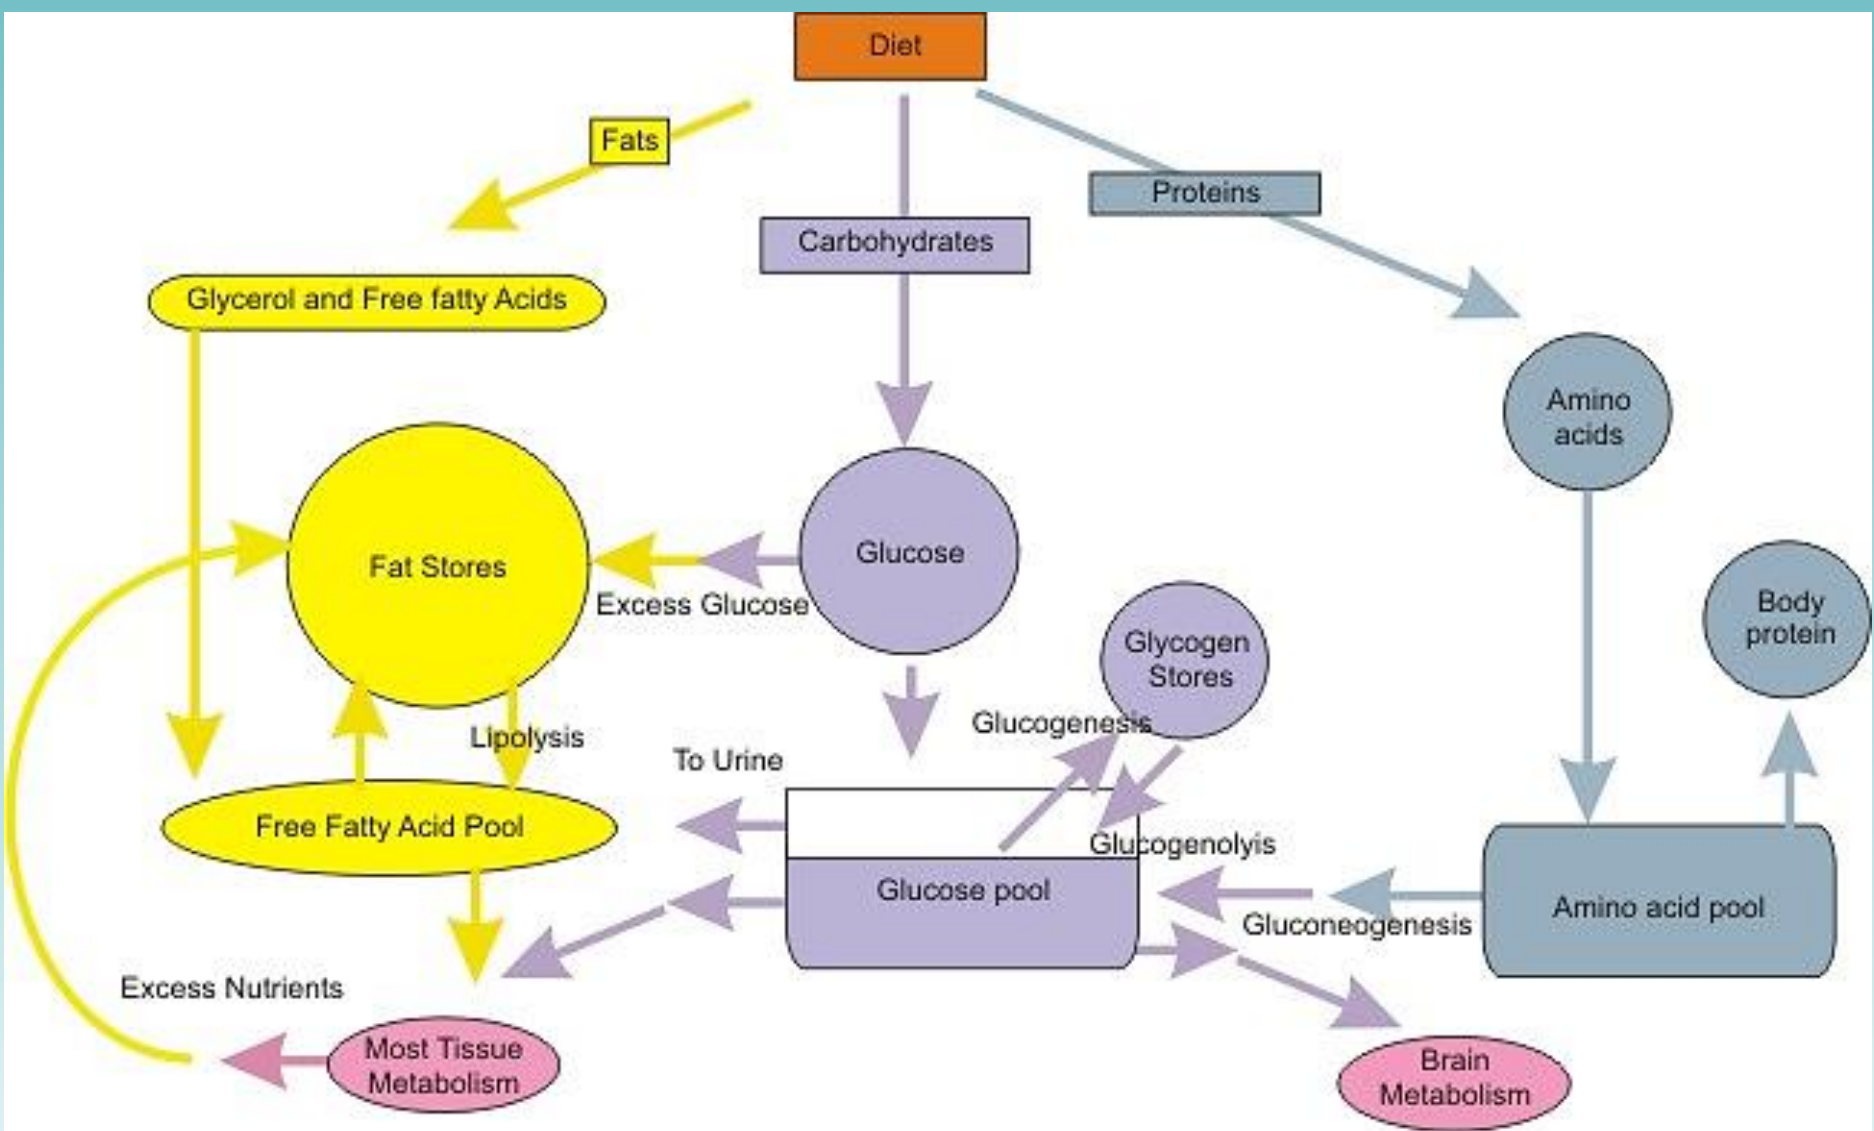 Diet
Fats
Proteins
Carbohydrates
Glycerol and Free fatty Acids
Amino
acids
Fat Stores
Glucose
Excess Glucose
Body
protein
Glycogen
Stores
Glucogenesis
Lipolysis
To Urine
Free Fatty Acid Pool
Glucogenolyis
Glucose pool
Gluconeogenesis
Amino acid pool
Excess Nutrients
Most Tissue
Metabolism
Brain
Metabolism